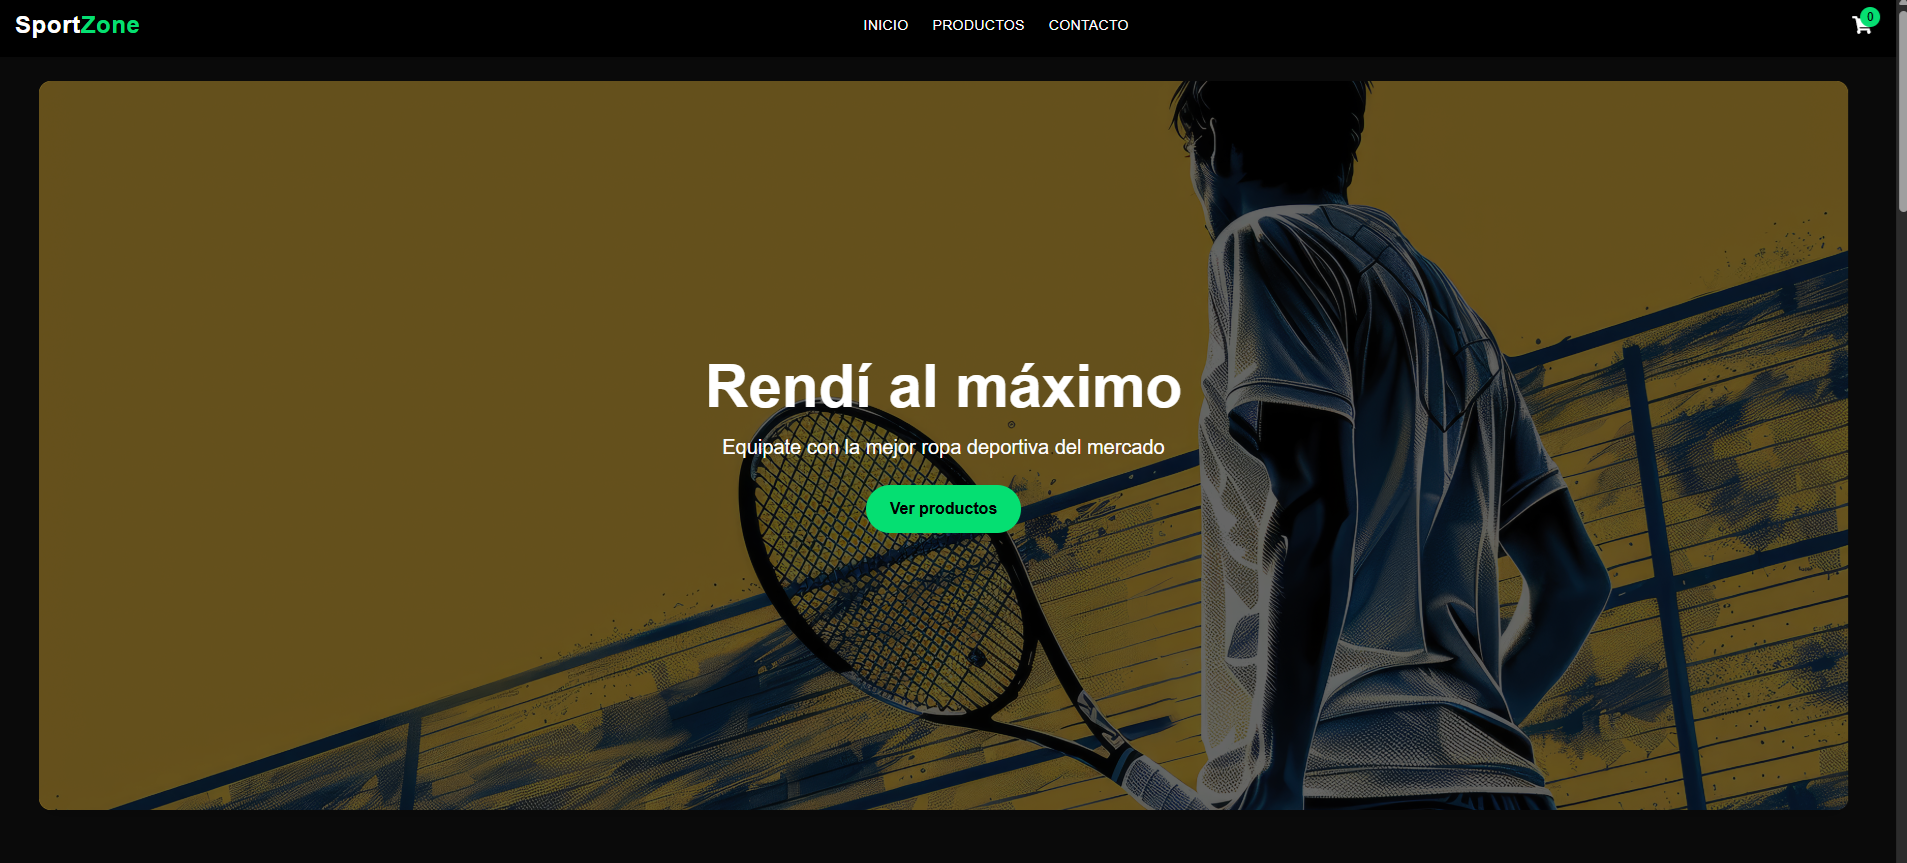 SportZone
INICIO PRODUCTOS CONTACTO
0
Rendí al máximo
Equipate con la mejor ropa deportiva del mercado
Ver productos